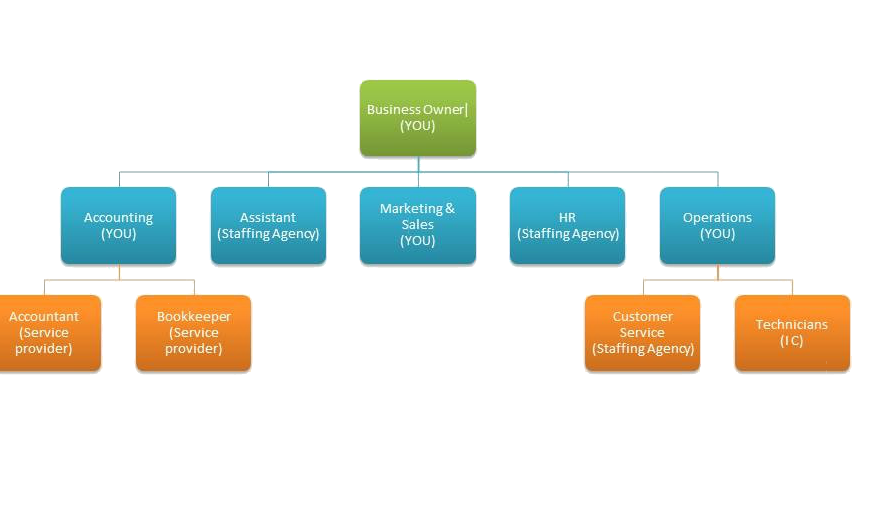 Business Owner|
(YOU)
Accounting
(YOU)
Assistant
(Staffing Agency)
Marketing &
Sales
(YOU)
HR
(Staffing Agency)
Operations
(YOU)
Accountant
(Service
provider)
Bookkeeper
(Service
provider)
Customer
Service
(Staffing Agency)
Technicians
(I C)